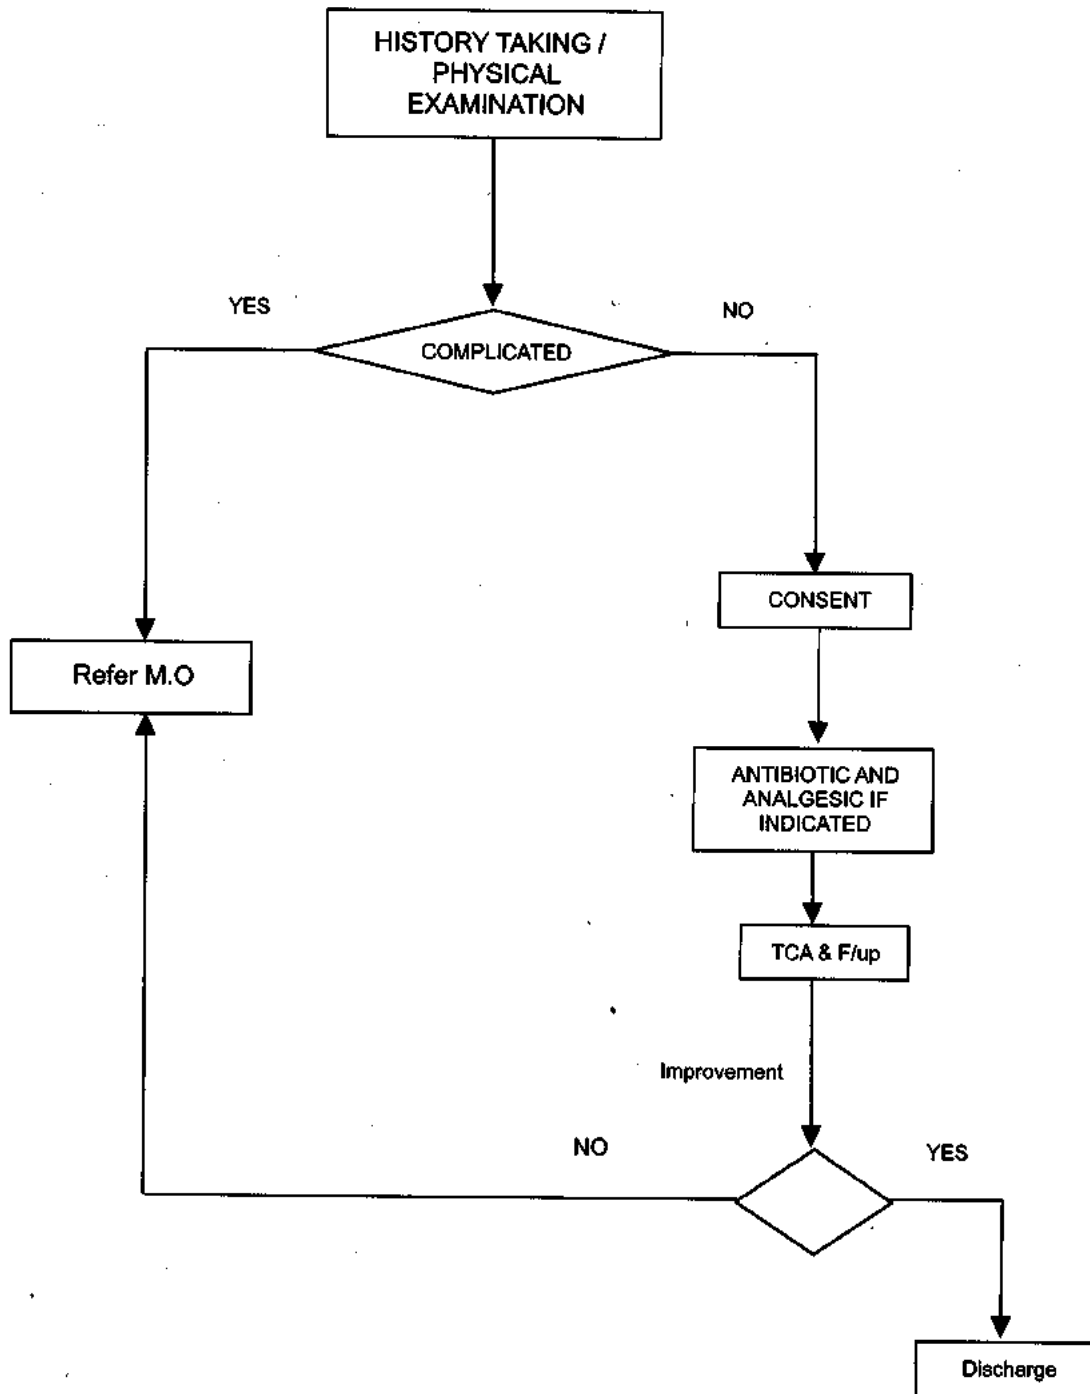 HISTORY TAKING /
PHYSICAL
EXAMINATION
YES
NO
COMPLICATED
CONSENT
Refer M.O
ANTIBIOTIC AND
ANALGESIC IF
INDICATED
TCA & F/up
Improvement
NO
YES
Discharge